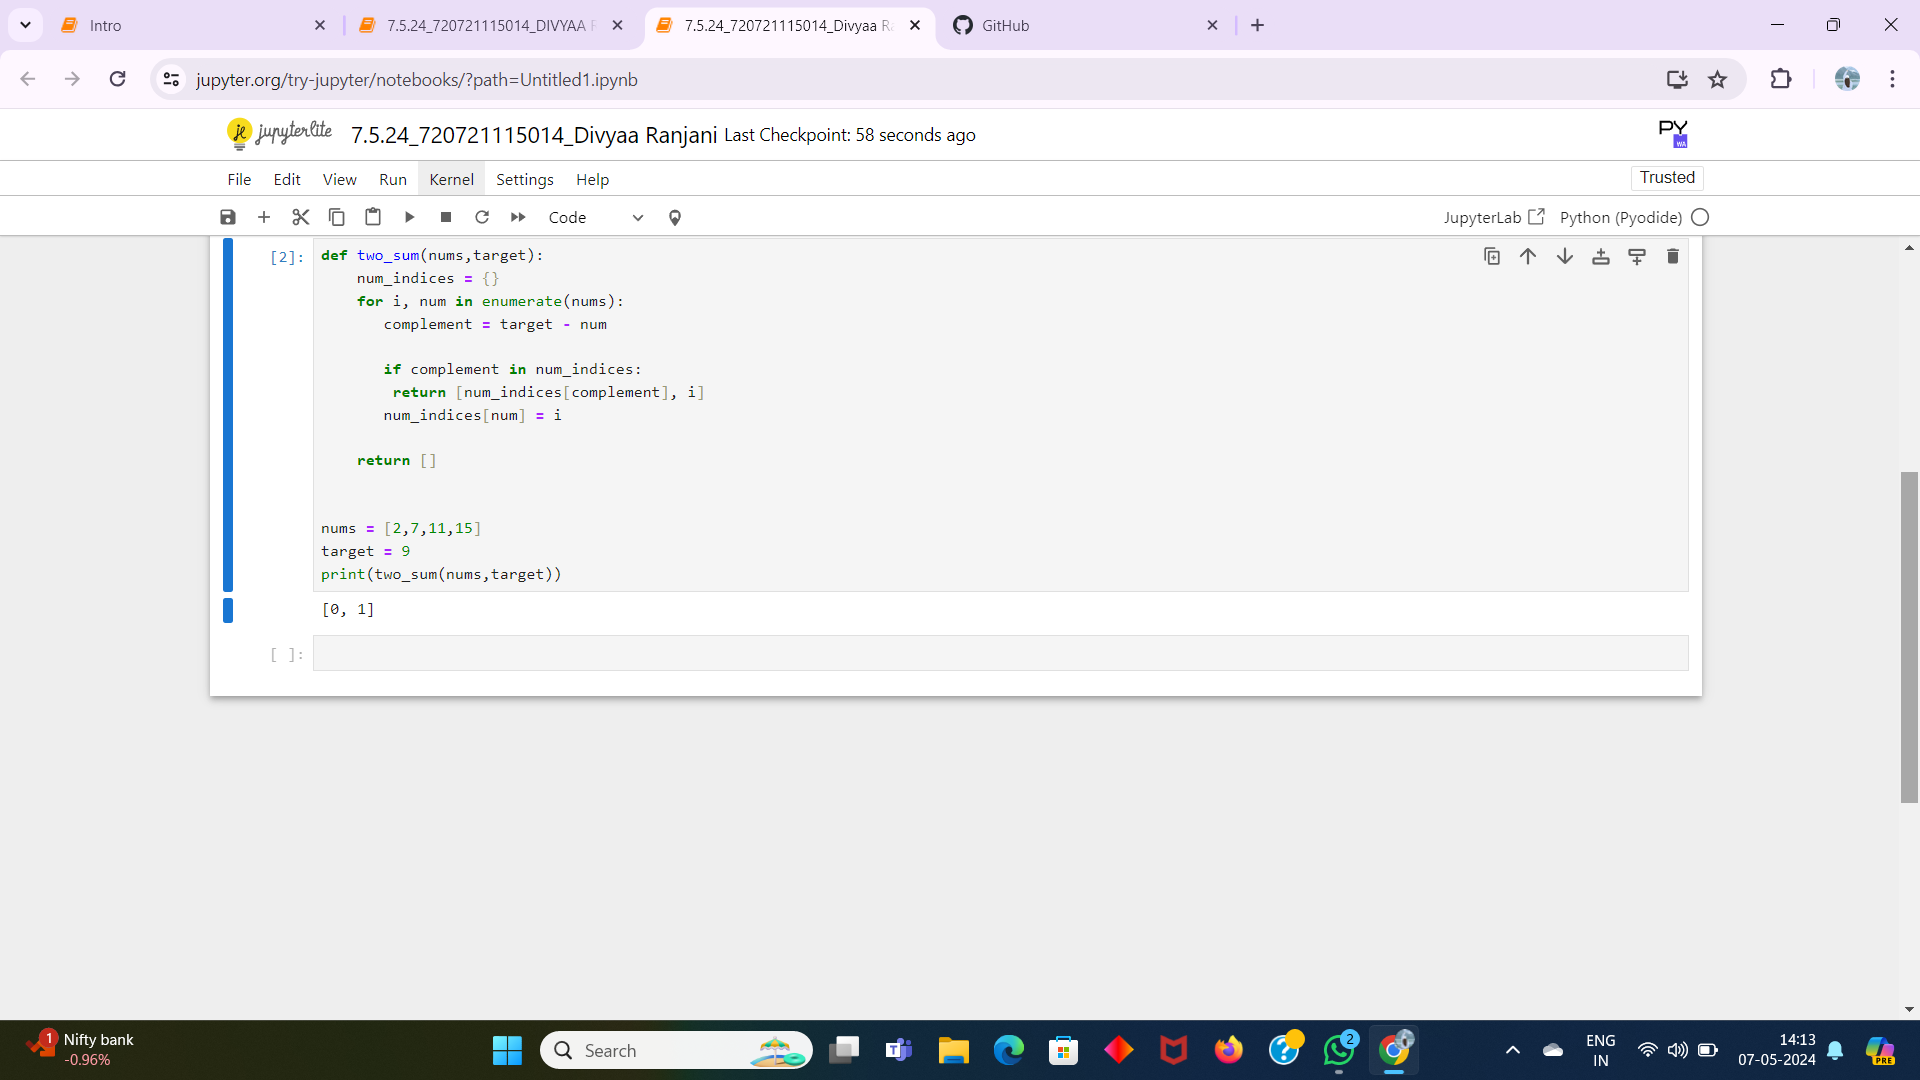 Intro
7.5.24_720721115014_DIVYAA R
7.5.24_720721115014_Divyaa Ra
GitHub
jupyter.org/try-jupyter/notebooks/?path=Untitled1.ipynb
jupyterlite
7.5.24_720721115014_Divyaa Ranjani Last Checkpoint: 58 seconds ago
PY
WA
File Edit View Run Kernel Settings Help
Trusted
Code
JupyterLab
Python (Pyodide)
[2]:
def two_sum(nums,target):
    num_indices = {}
    for i, num in enumerate(nums):
       complement = target - num
       if complement in num_indices:
        return [num_indices[complement], i]
       num_indices[num] = i
    return []
nums = [2,7,11,15]
target = 9
print(two_sum(nums,target))
[0, 1]
[ ]:
1
Nifty bank
-0.96%
Search
2
ENG
IN
14:13
07-05-2024
PRE